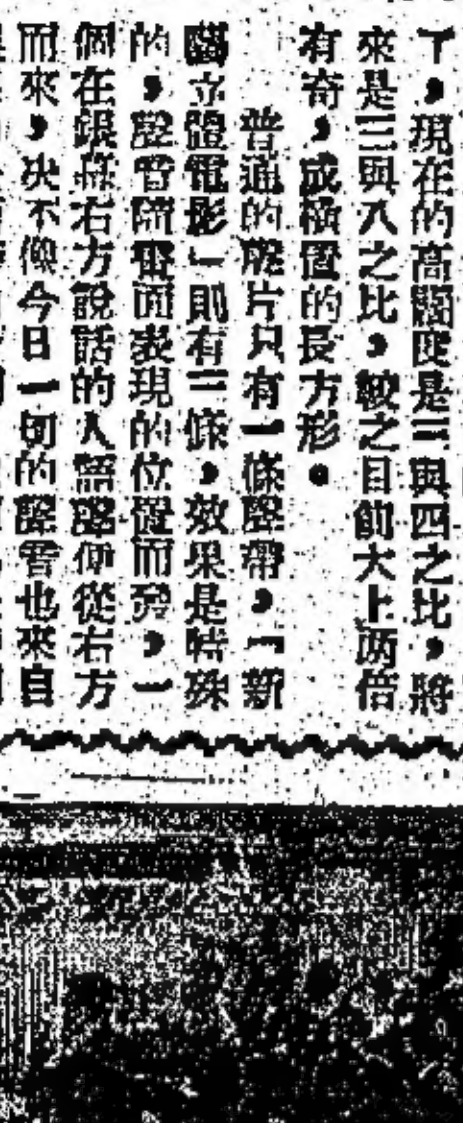 了，現在的高闊度是三與四之比，將
來是三與八之比，較之目前大上两倍
有奇，成橫置的長方形。
普通的影片只有一條聲帶，「新
闊立體電影」則有三條，效果是特殊
的，聲音隨畫面表現的位置而發，一
個在銀幕右方說話的人語聲便從右方
而來，决不像今日一切的聲音也來自